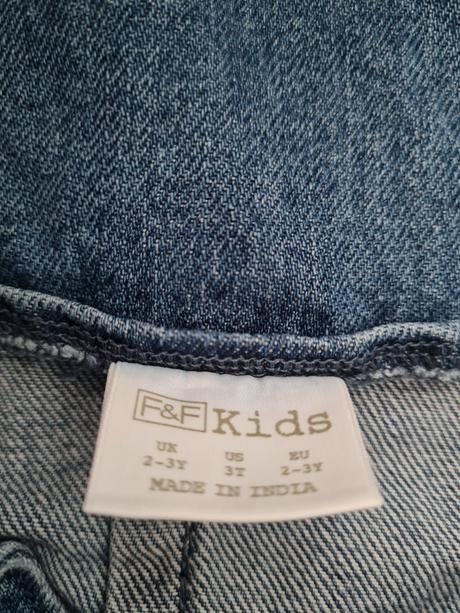 F&F Kids
UK US EU
2-3Y 3T 2-3Y
MADE IN INDIA